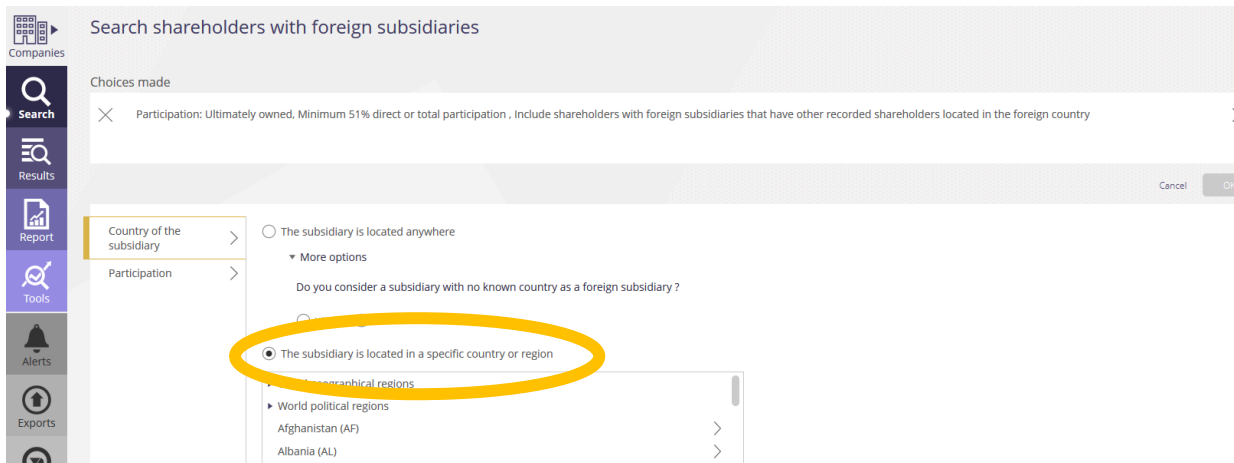 Companies
Search shareholders with foreign subsidiaries
Search
Choices made
Participation: Ultimately owned, Minimum 51% direct or total participation , Include shareholders with foreign subsidiaries that have other recorded shareholders located in the foreign country
Results
Cancel
Report
Country of the
subsidiary
The subsidiary is located anywhere
More options
Participation
Do you consider a subsidiary with no known country as a foreign subsidiary ?
Tools
The subsidiary is located in a specific country or region
Alerts
regions
World political regions
Afghanistan (AF)
Exports
Albania (AL)